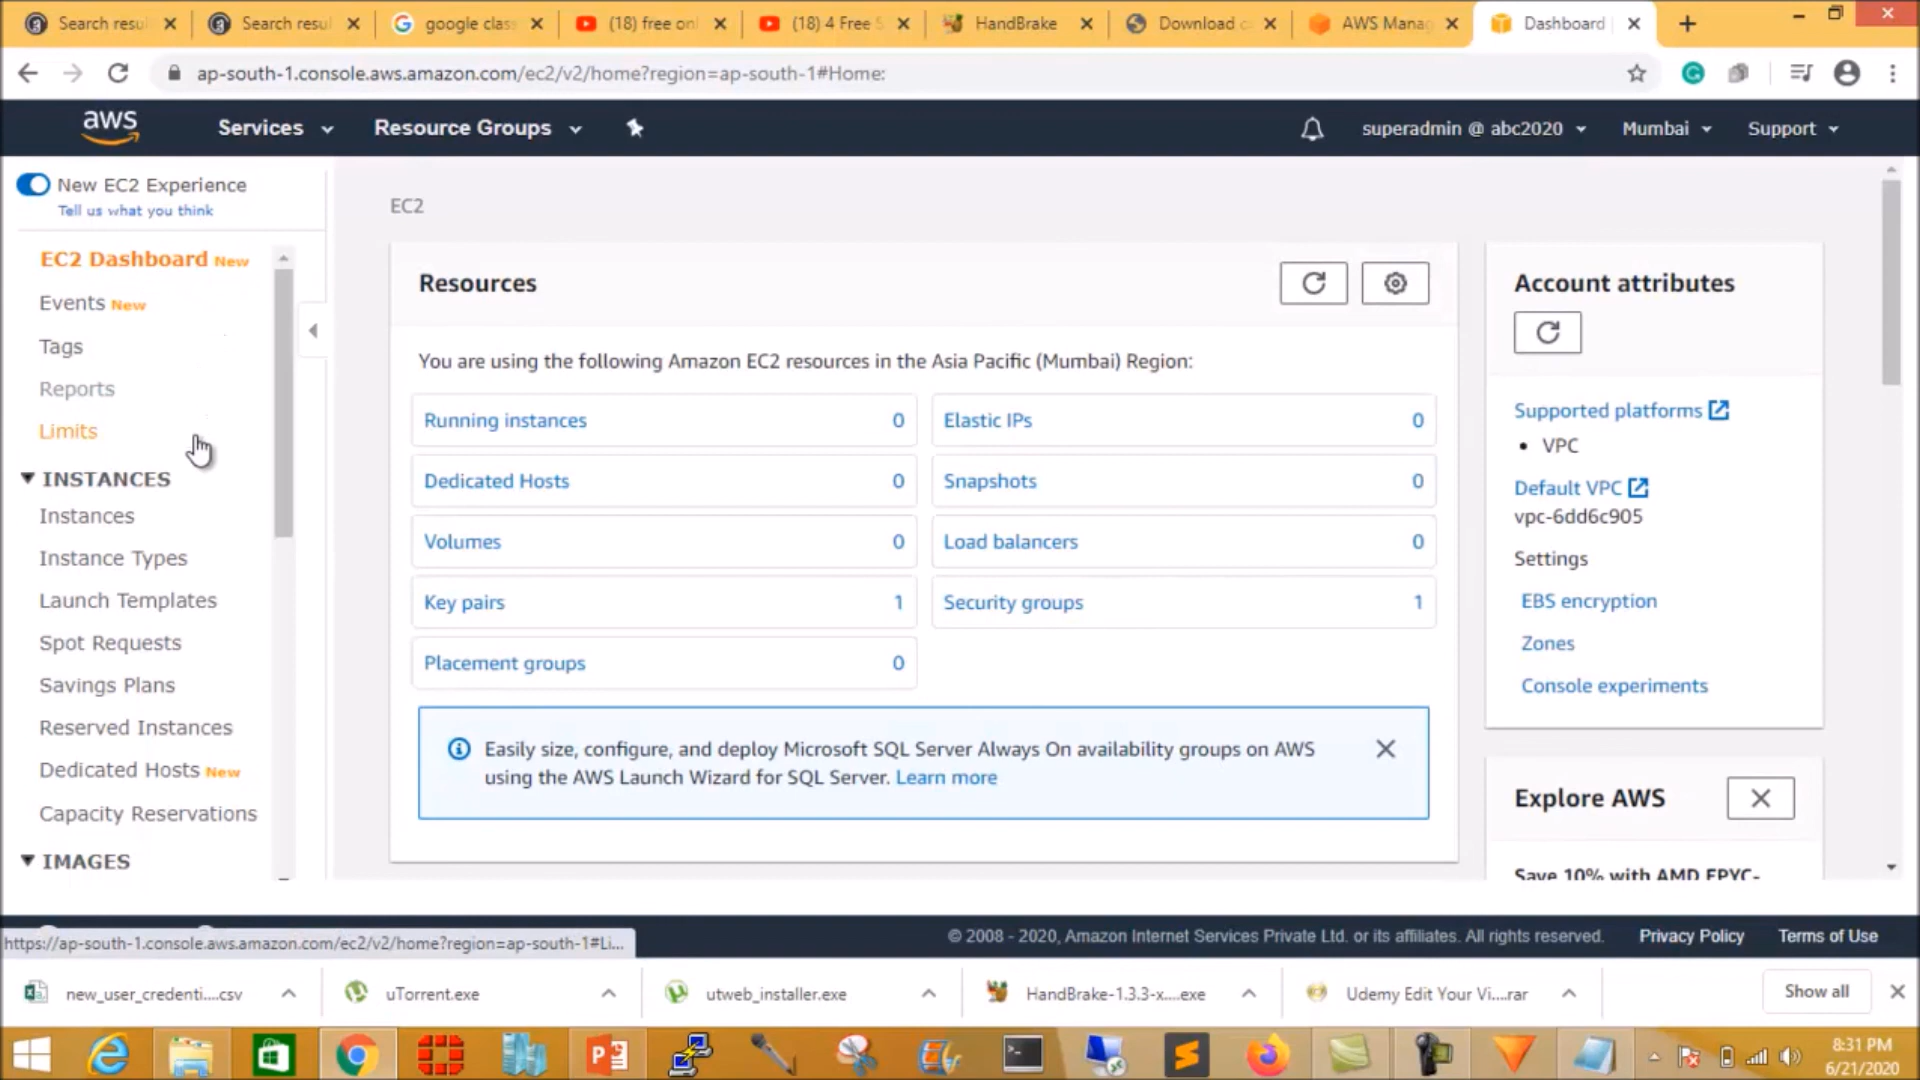 Search resu
Search resu
google clas
(18) free on
(18) 4 Free S
HandBrake
Download c
AWS Manag
Dashboard
ap-south-1.console.aws.amazon.com/ec2/v2/home?region=ap-south-1#Home:
aws
Services
Resource Groups
superadmin @ abc2020
Mumbai
Support
New EC2 Experience
Tell us what you think
EC2 Dashboard New
Events New
Tags
Reports
Limits
INSTANCES
Instances
Instance Types
Launch Templates
Spot Requests
Savings Plans
Reserved Instances
Dedicated Hosts New
Capacity Reservations
IMAGES
EC2
Resources
You are using the following Amazon EC2 resources in the Asia Pacific (Mumbai) Region:
Running instances 0
Elastic IPs 0
Dedicated Hosts 0
Snapshots 0
Volumes 0
Load balancers 0
Key pairs 1
Security groups 1
Placement groups 0
Easily size, configure, and deploy Microsoft SQL Server Always On availability groups on AWS
using the AWS Launch Wizard for SQL Server. Learn more
Account attributes
Supported platforms
• VPC
Default VPC
vpc-6dd6c905
Settings
EBS encryption
Zones
Console experiments
Explore AWS
Save 10% with AMD EPYC-
https://ap-south-1.console.aws.amazon.com/ec2/v2/home?region=ap-south-1#Li...
© 2008 - 2020, Amazon Internet Services Private Ltd. or its affiliates. All rights reserved.
Privacy Policy
Terms of Use
new_user_credenti....csv
uTorrent.exe
utweb_installer.exe
HandBrake-1.3.3-x....exe
Udemy Edit Your Vi....rar
Show all
8:31 PM
6/21/2020